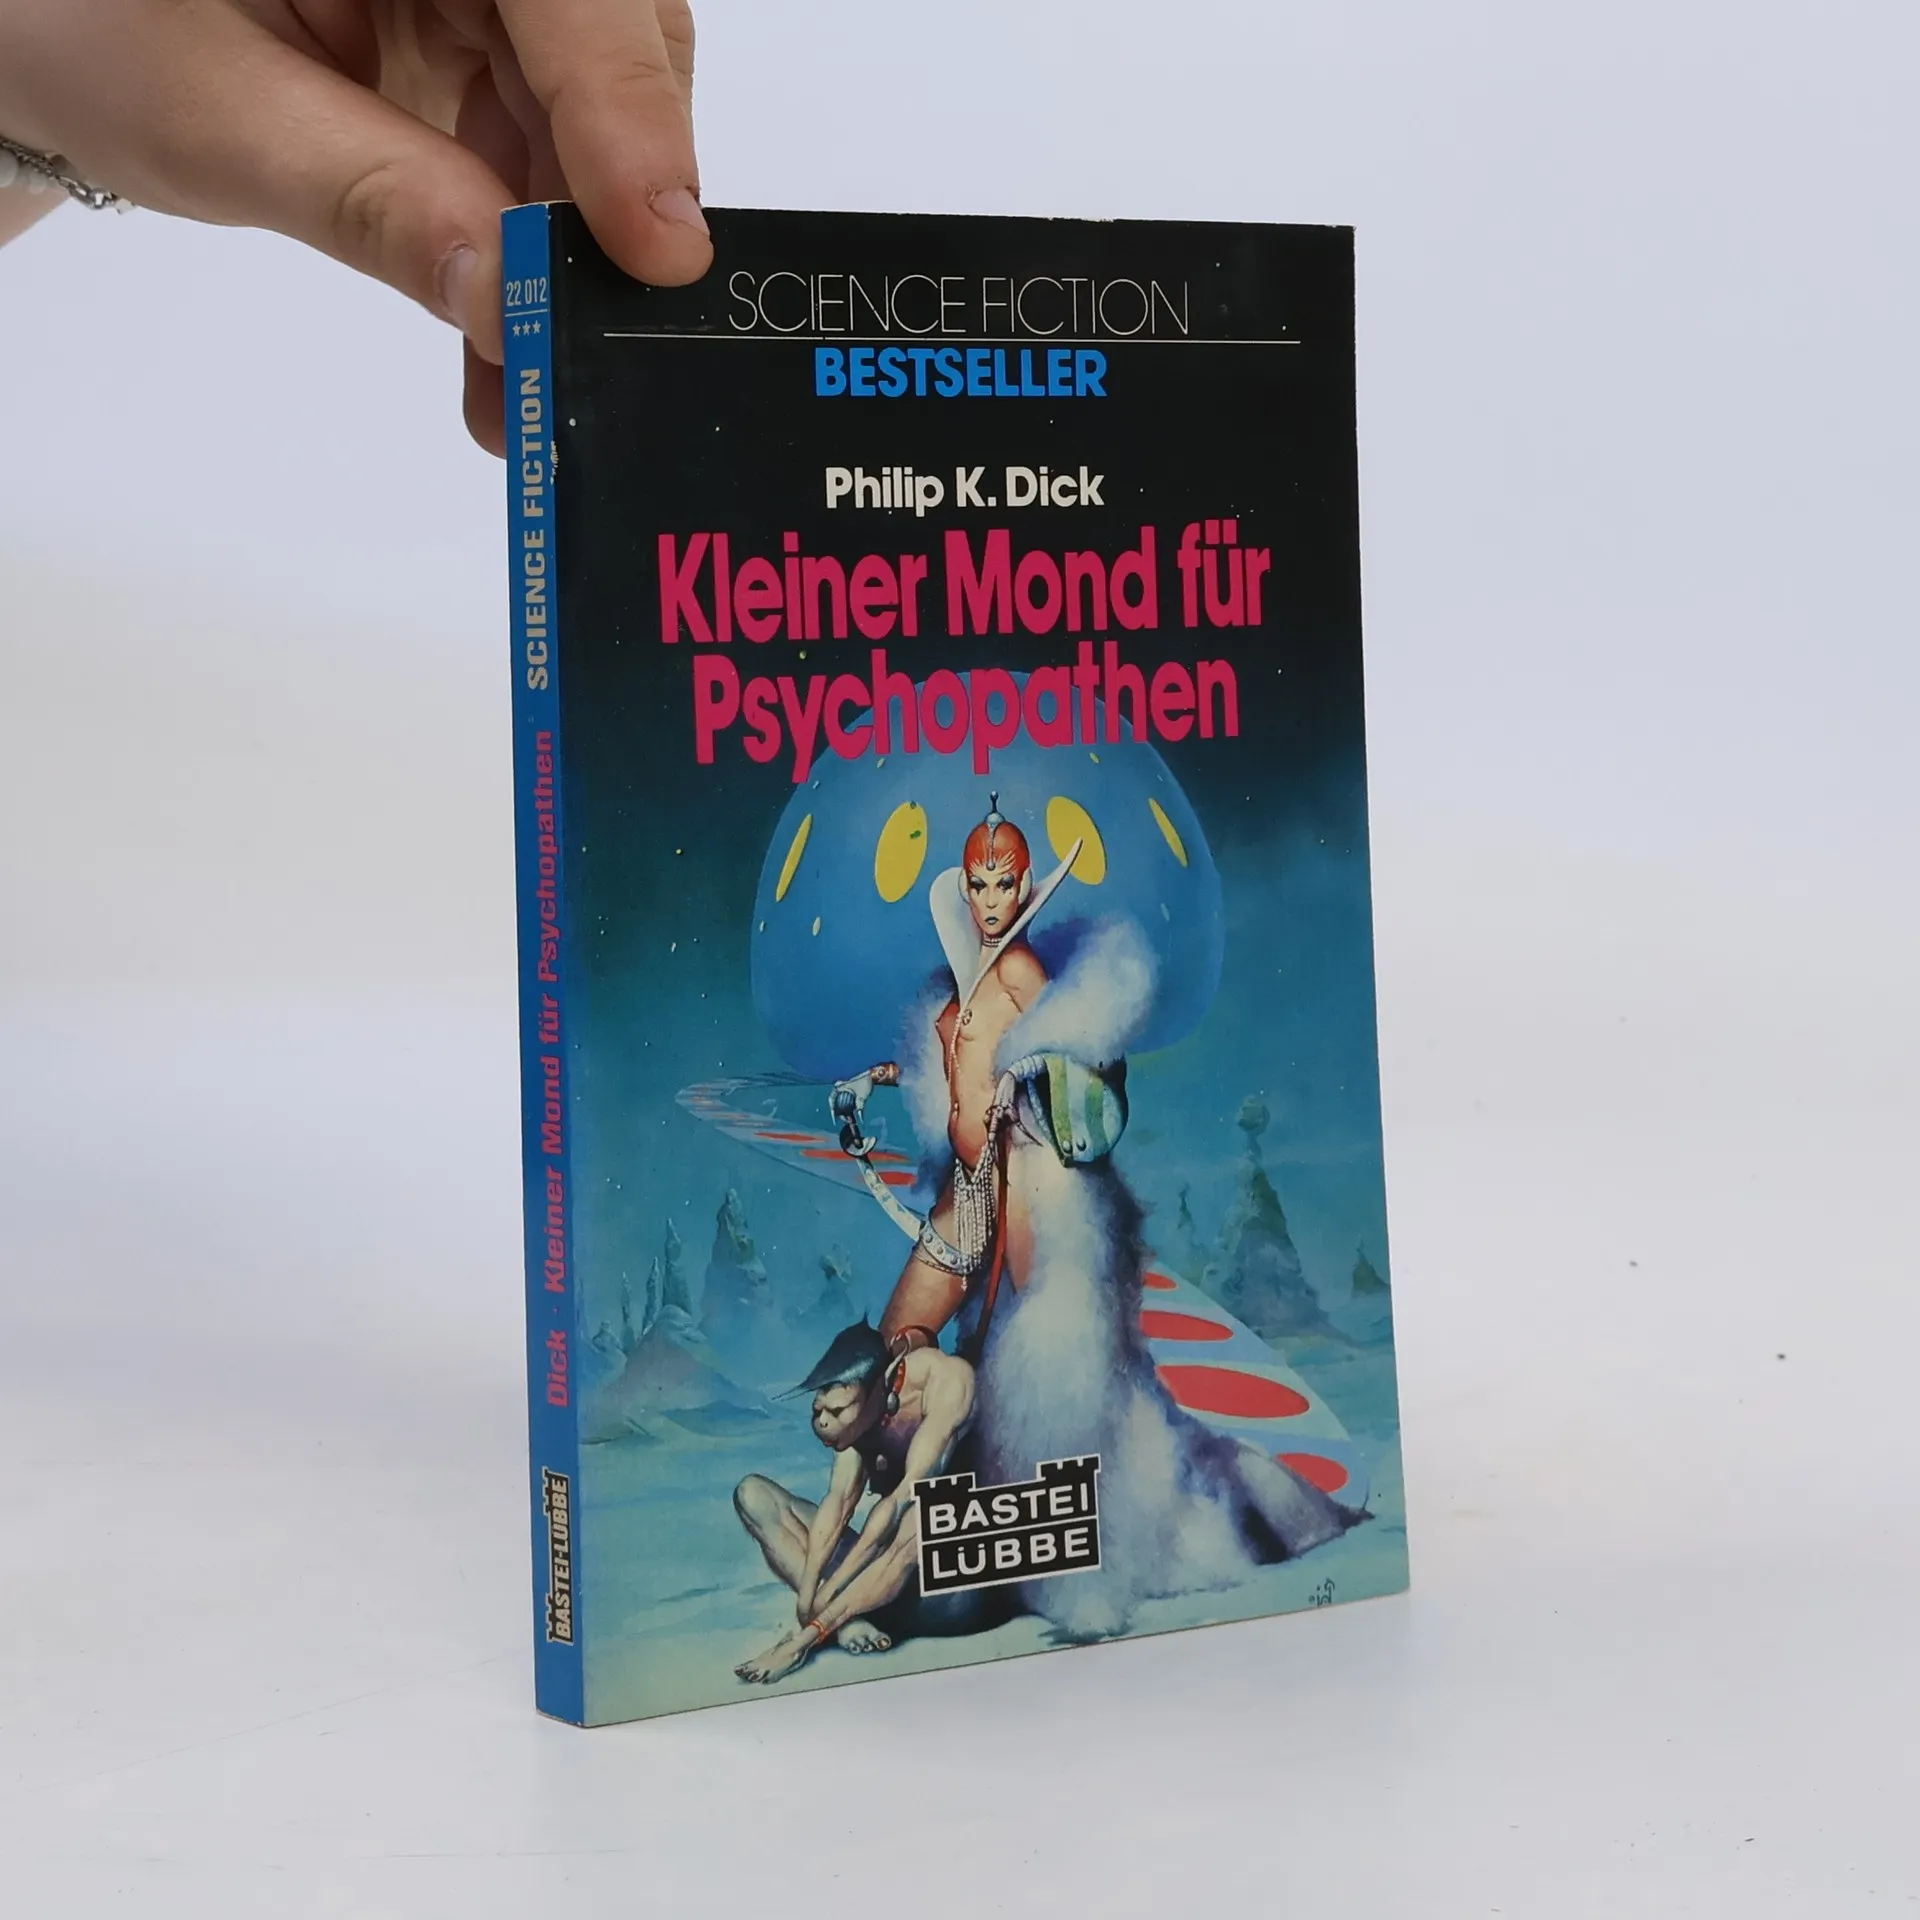 22 012
***
SCIENCE FICTION
Dick · Kleiner Mond für Psychopathen
BASTEI-LÜBBE
SCIENCE FICTION
BESTSELLER
Philip K. Dick
Kleiner Mond für
Psychopathen
BASTEI
LÜBBE